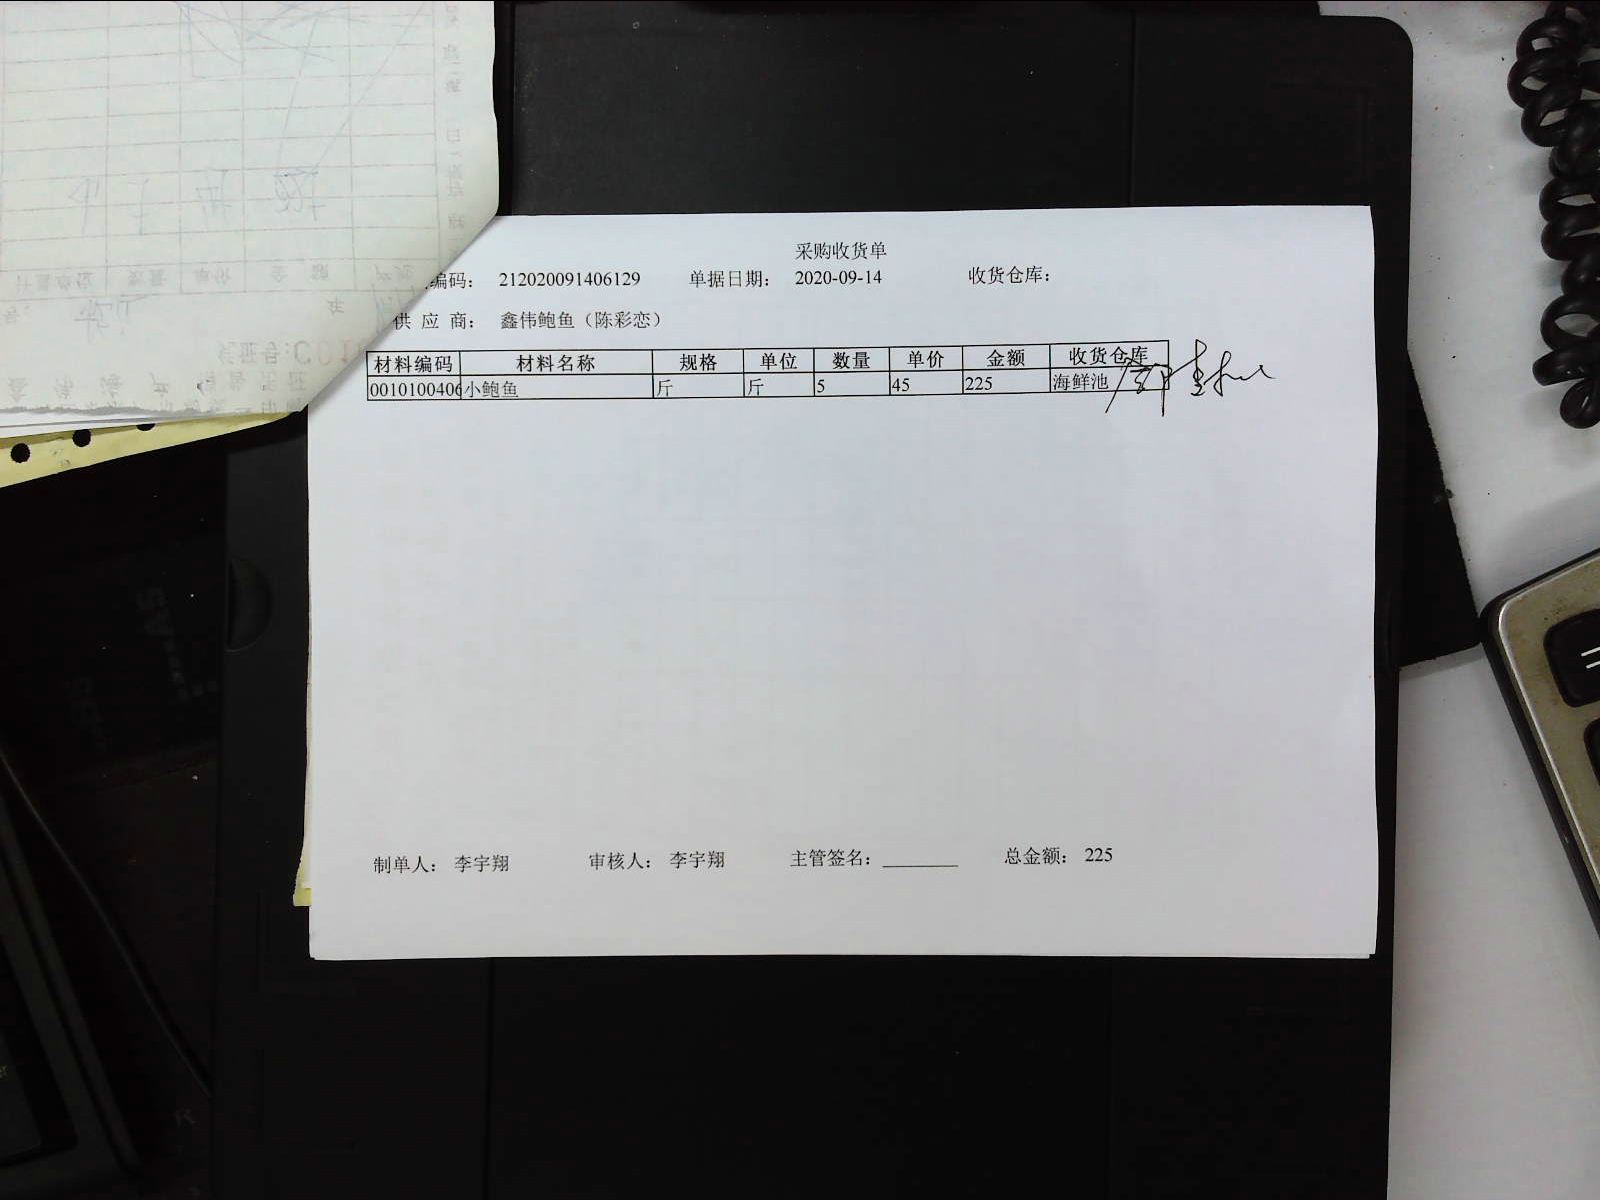 采购收货单
编码： 212020091406129 单据日期： 2020-09-14 收货仓库：
供 应 商： 鑫伟鲍鱼（陈彩恋）
材料编码 材料名称 规格 单位 数量 单价 金额 收货仓库
0010100406 小鲍鱼 斤 斤 5 45 225 海鲜池
制单人： 李宇翔 审核人： 李宇翔 主管签名： ________ 总金额： 225